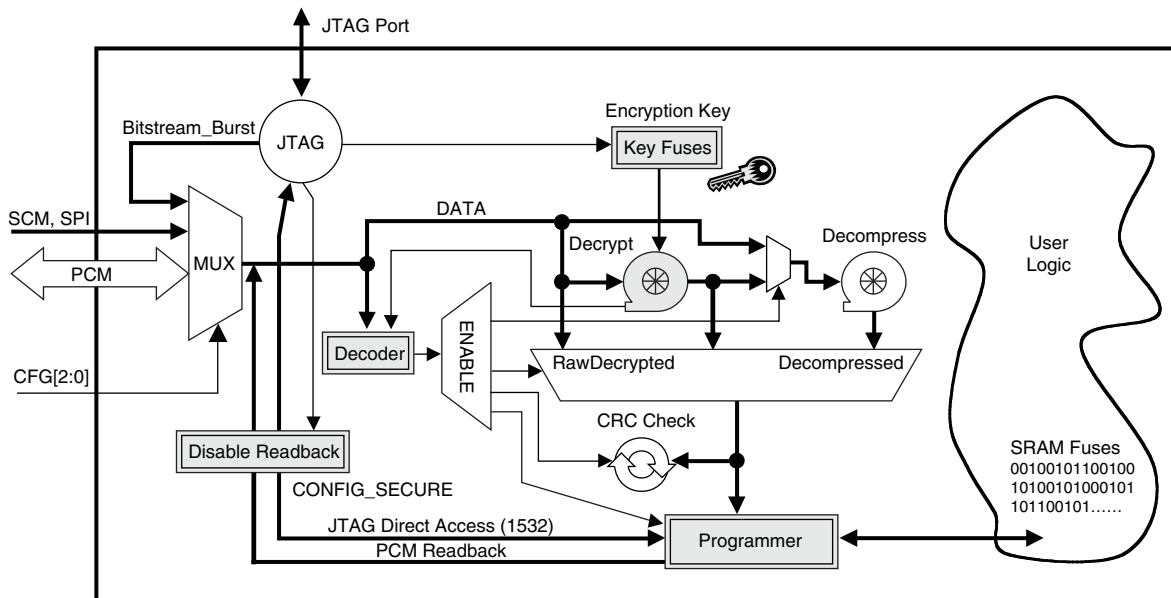 JTAG Port
Encryption Key
Bitstream_Burst
JTAG
Key Fuses
SCM, SPI
DATA
Decrypt
Decompress
User
Logic
MUX
PCM
ENABLE
Decoder
RawDecrypted
Decompressed
CFG[2:0]
CRC Check
Disable Readback
SRAM Fuses
00100101100100
10100101000101
101100101......
CONFIG_SECURE
JTAG Direct Access (1532)
Programmer
PCM Readback